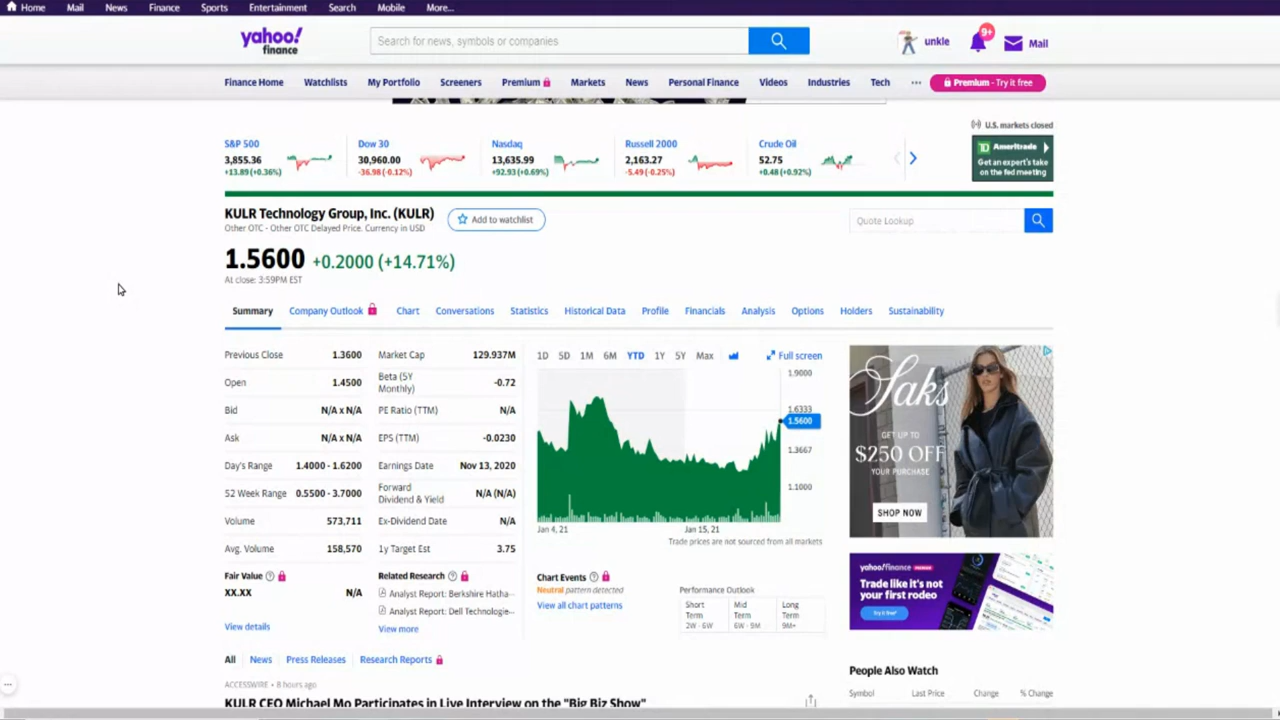 Home Mail News Finance Sports Entertainment Search Mobile More...
yahoo! finance
Search for news, symbols or companies
unkle
9+
Mail
Finance Home Watchlists My Portfolio Screeners Premium Markets News Personal Finance Videos Industries Tech ... Premium - Try it free
U.S. markets closed
S&P 500 Dow 30 Nasdaq Russell 2000 Crude Oil
3,855.36 30,960.00 13,635.99 2,163.27 52.75
+13.89 (+0.36%) -36.98 (-0.12%) +92.93 (+0.69%) -5.49 (-0.25%) +0.48 (+0.92%)
TD Ameritrade
Get an expert's take
on the fed meeting
KULR Technology Group, Inc. (KULR)
Add to watchlist
Quote Lookup
Other OTC - Other OTC Delayed Price. Currency in USD
1.5600 +0.2000 (+14.71%)
At close: 3:59PM EST
Summary Company Outlook Chart Conversations Statistics Historical Data Profile Financials Analysis Options Holders Sustainability
Previous Close 1.3600
Open 1.4500
Bid N/A x N/A
Ask N/A x N/A
Day's Range 1.4000 - 1.6200
52 Week Range 0.5500 - 3.7000
Volume 573,711
Avg. Volume 158,570
Fair Value
XX.XX N/A
View details
Market Cap 129.937M
Beta (5Y Monthly) -0.72
PE Ratio (TTM) N/A
EPS (TTM) -0.0230
Earnings Date Nov 13, 2020
Forward Dividend & Yield N/A (N/A)
Ex-Dividend Date N/A
1y Target Est 3.75
Related Research
Analyst Report: Berkshire Hatha...
Analyst Report: Dell Technologie...
View more
1D 5D 1M 6M YTD 1Y 5Y Max Full screen
1.9000
1.6333
1.5600
1.3667
1.1000
Jan 4, 21 Jan 15, 21
Trade prices are not sourced from all markets
Chart Events
Neutral pattern detected
View all chart patterns
Performance Outlook
Short Term 2W - 6W
Mid Term 6W - 9M
Long Term 9M+
Saks
GET UP TO
$250 OFF
YOUR PURCHASE
SHOP NOW
yahoo!finance PREMIUM
Trade like it's not
your first rodeo
Try it free
All News Press Releases Research Reports
ACCESSWIRE • 8 hours ago
KULR CEO Michael Mo Participates in Live Interview on the "Big Biz Show"
People Also Watch
Symbol Last Price Change % Change